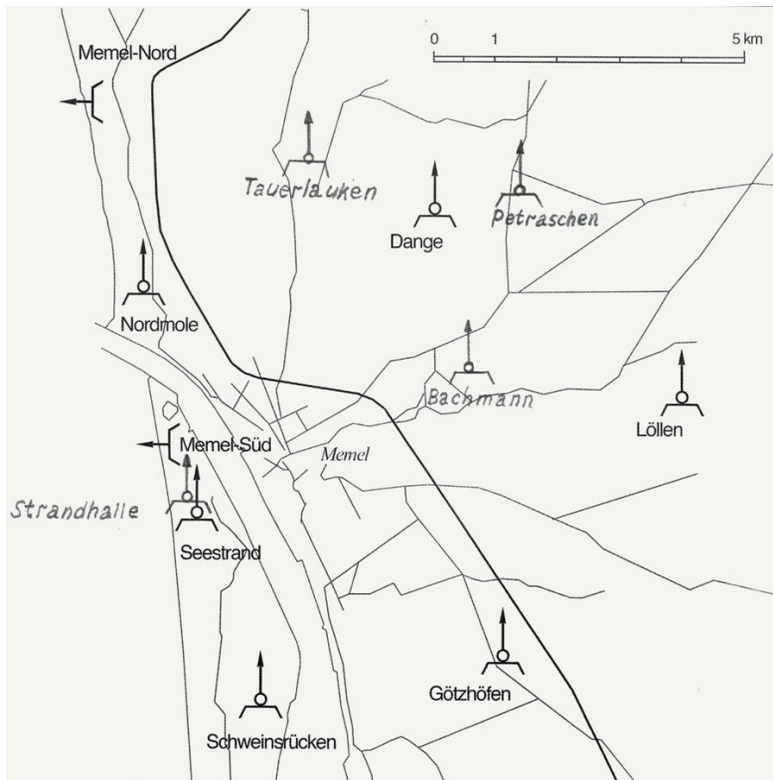 Memel-Nord
0 1 5 km
Tauerlauken
Dange
Petraschen
Nordmole
Bachmann
Löllen
Memel-Süd
Memel
Strandhalle
Seestrand
Götzhöfen
Schweinsrücken